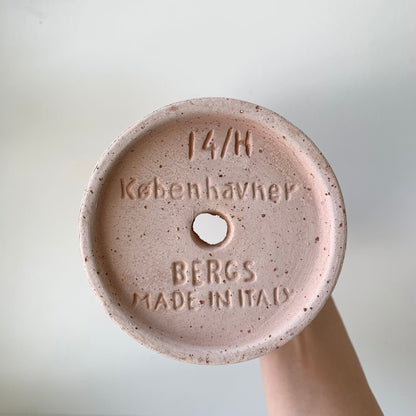 14/H
Københavner
BERGS
MADE-IN ITALY